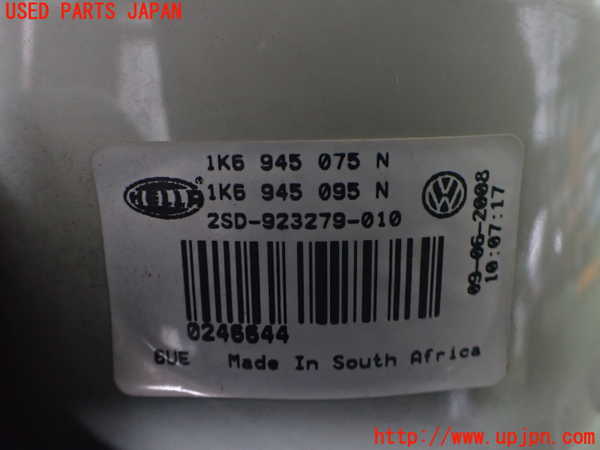 USED PARTS JAPAN
1K6 945 075 N
HELLA
1K6 945 095 N
2SD-923279-010
VW
09-06-2008
10:07:17
0246644
6UE Made In South Africa
http://www.upjpn.com/